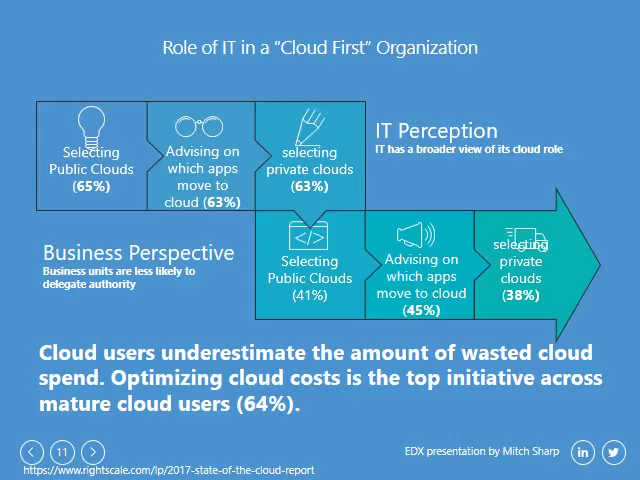 Role of IT in a “Cloud First” Organization
Selecting
Public Clouds
(65%)
Advising on
which apps
move to
cloud (63%)
selecting
private clouds
(63%)
IT Perception
IT has a broader view of its cloud role
Business Perspective
Business units are less likely to
delegate authority
Selecting
Public Clouds
(41%)
Advising on
which apps
move to cloud
(45%)
selecting
private
clouds
(38%)
Cloud users underestimate the amount of wasted cloud
spend. Optimizing cloud costs is the top initiative across
mature cloud users (64%).
11
EDX presentation by Mitch Sharp
in
https://www.rightscale.com/lp/2017-state-of-the-cloud-report